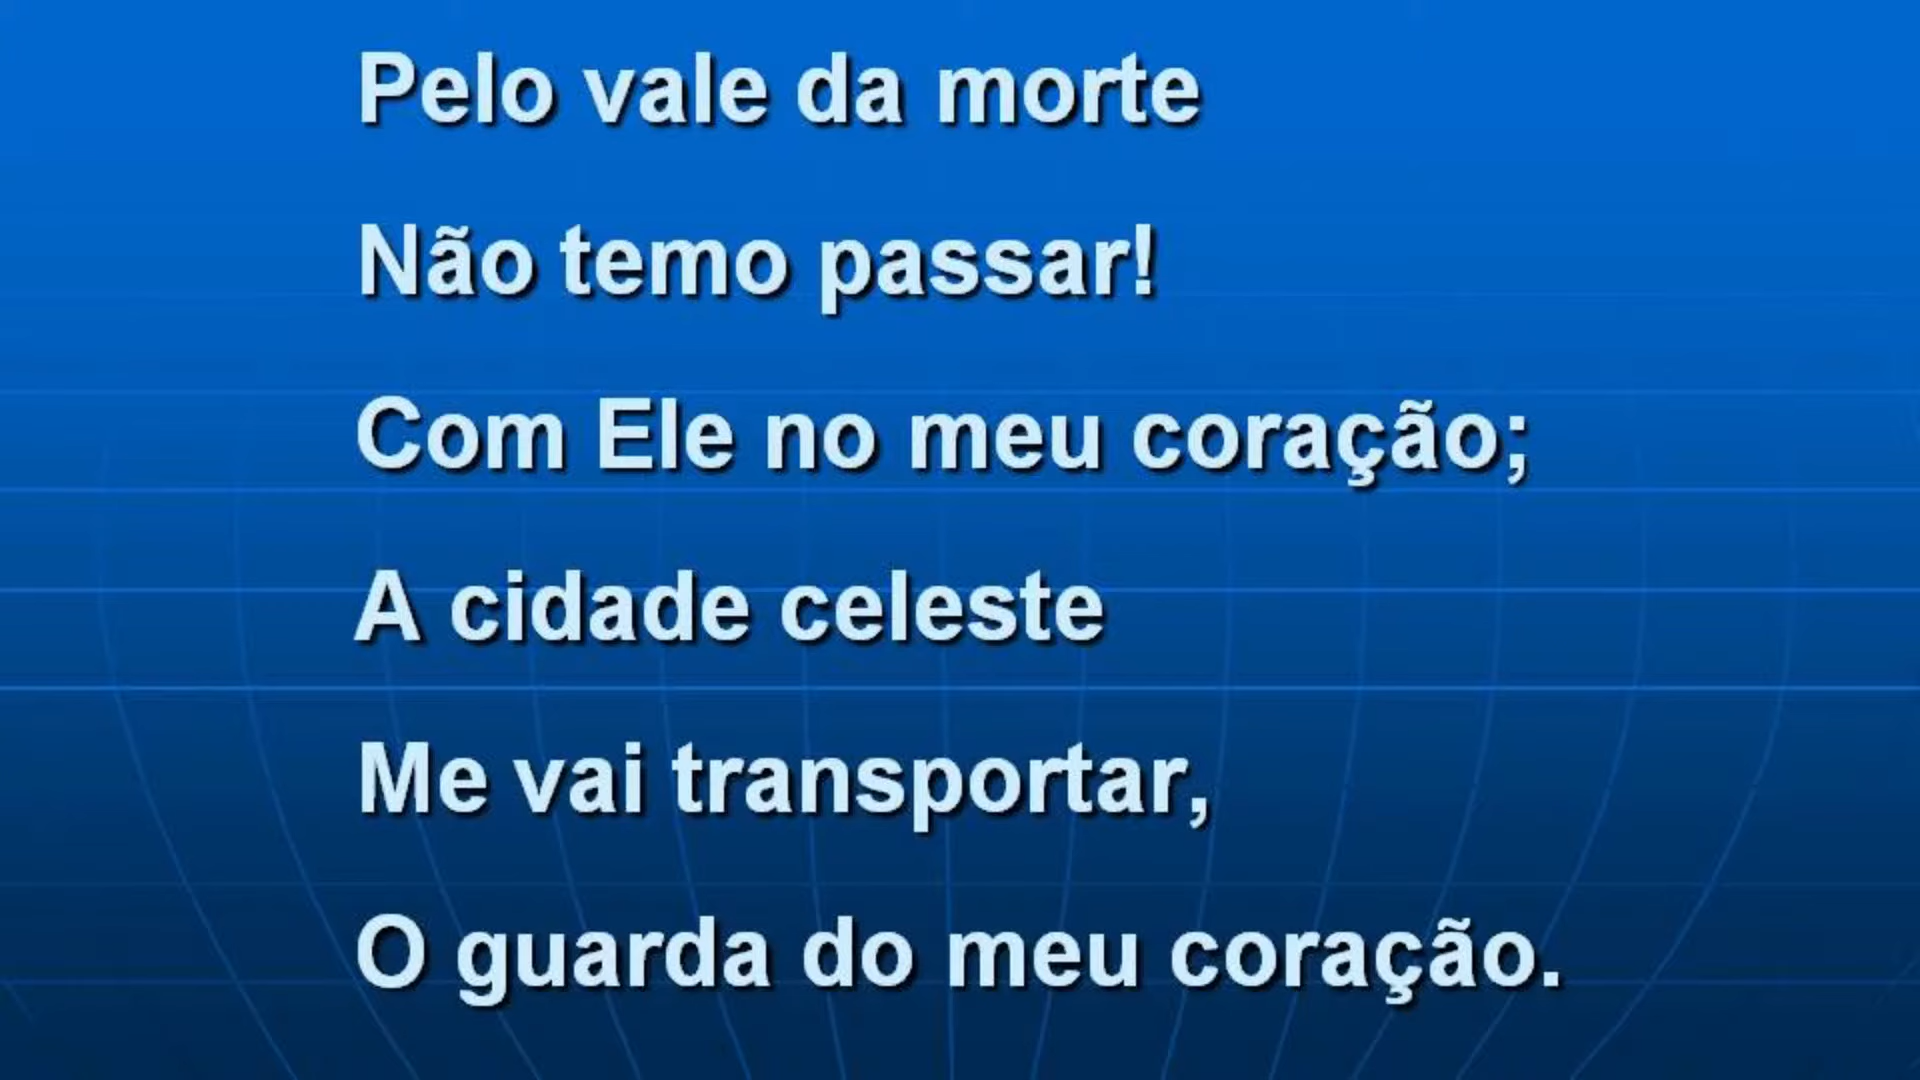 Pelo vale da morte
Não temo passar!
Com Ele no meu coração;
A cidade celeste
Me vai transportar,
O guarda do meu coração.